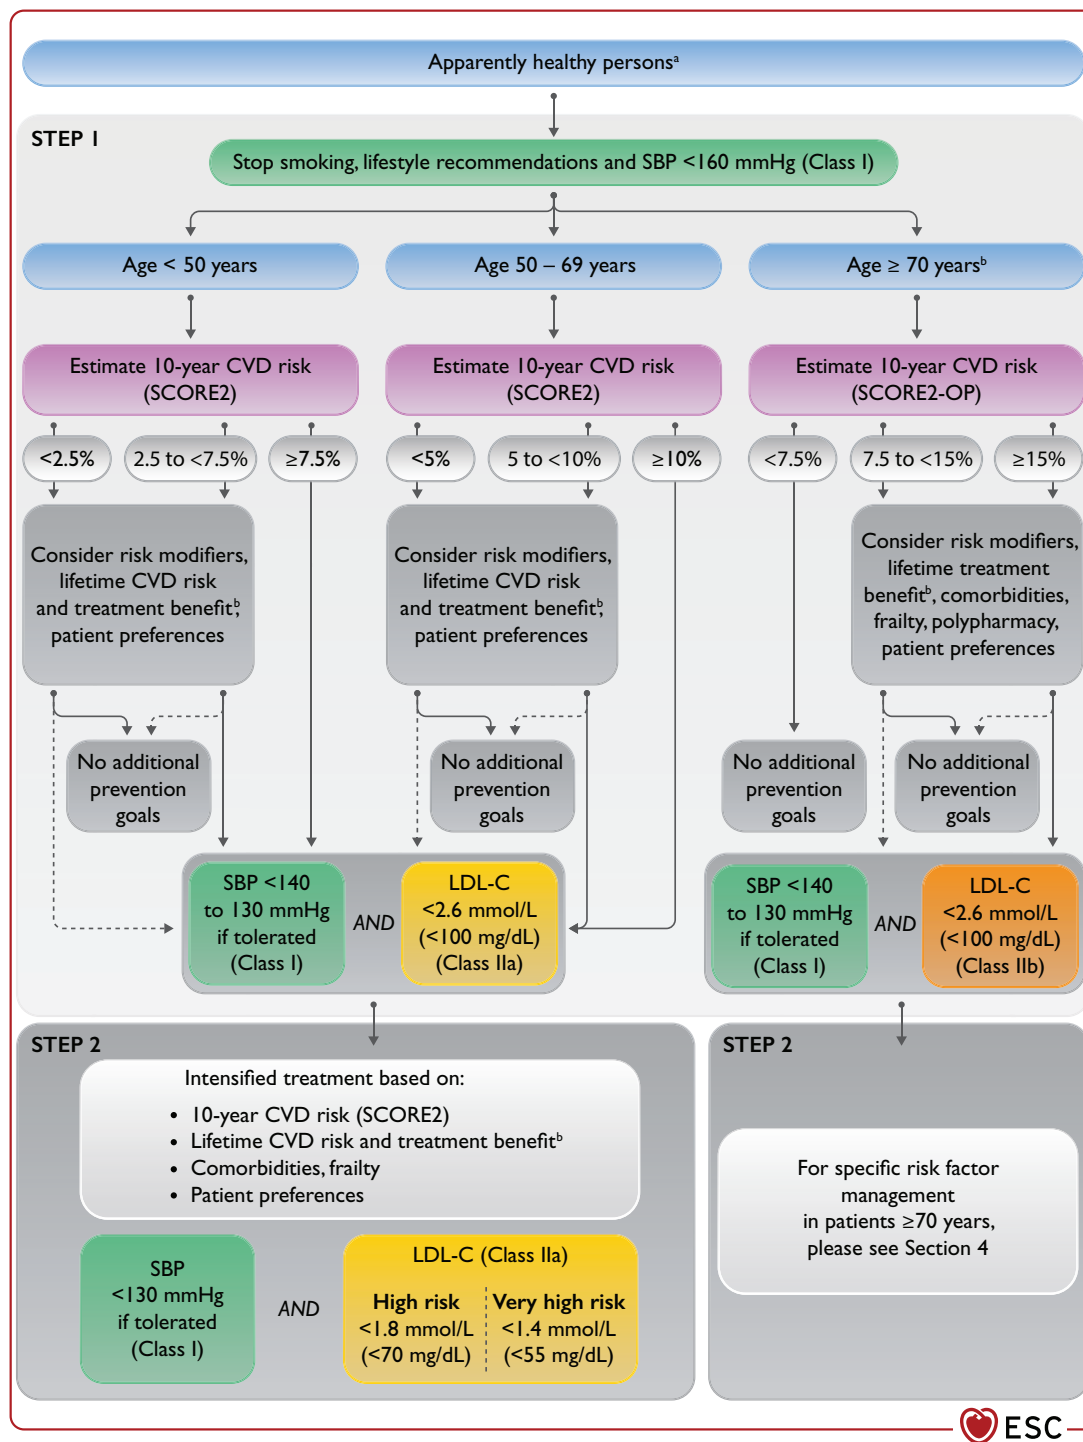 Apparently healthy personsᵃ
STEP 1
Stop smoking, lifestyle recommendations and SBP <160 mmHg (Class I)
Age < 50 years
Age 50 – 69 years
Age ≥ 70 yearsᵇ
Estimate 10-year CVD risk
(SCORE2)
Estimate 10-year CVD risk
(SCORE2)
Estimate 10-year CVD risk
(SCORE2-OP)
<2.5%
2.5 to <7.5%
≥7.5%
<5%
5 to <10%
≥10%
<7.5%
7.5 to <15%
≥15%
Consider risk modifiers,
lifetime CVD risk
and treatment benefitᵇ,
patient preferences
Consider risk modifiers,
lifetime CVD risk
and treatment benefitᵇ,
patient preferences
Consider risk modifiers,
lifetime treatment
benefitᵇ, comorbidities,
frailty, polypharmacy,
patient preferences
No additional
prevention
goals
No additional
prevention
goals
No additional
prevention
goals
No additional
prevention
goals
SBP <140
to 130 mmHg
if tolerated
(Class I)
AND
LDL-C
<2.6 mmol/L
(<100 mg/dL)
(Class IIa)
SBP <140
to 130 mmHg
if tolerated
(Class I)
AND
LDL-C
<2.6 mmol/L
(<100 mg/dL)
(Class IIb)
STEP 2
Intensified treatment based on:
• 10-year CVD risk (SCORE2)
• Lifetime CVD risk and treatment benefitᵇ
• Comorbidities, frailty
• Patient preferences
SBP
<130 mmHg
if tolerated
(Class I)
AND
LDL-C (Class IIa)
High risk
<1.8 mmol/L
(<70 mg/dL)
Very high risk
<1.4 mmol/L
(<55 mg/dL)
STEP 2
For specific risk factor
management
in patients ≥70 years,
please see Section 4
ESC